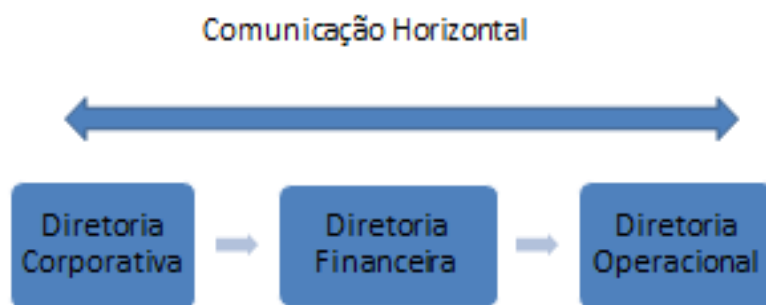 Comunicação Horizontal
Diretoria
Corporativa
Diretoria
Financeira
Diretoria
Operacional